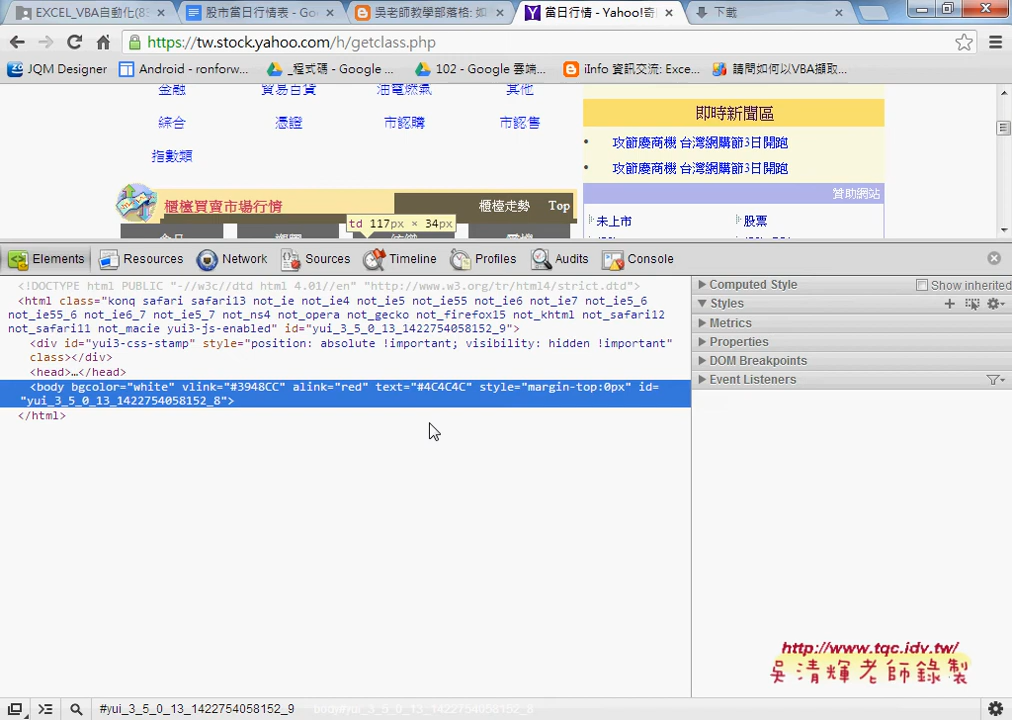 EXCEL_VBA自動化(83
股市當日行情表 - Goo
吳老師教學部落格: 如
當日行情 - Yahoo!奇
下載
https://tw.stock.yahoo.com/h/getclass.php
JQM Designer
Android - ronforw...
_程式碼 - Google ...
102 - Google 雲端...
iInfo 資訊交流: Exce...
請問如何以VBA擷取...
金融
貿易百貨
油電燃氣
其他
綜合
憑證
市認購
市認售
指數類
即時新聞區
攻節慶商機 台灣網購節3日開跑
攻節慶商機 台灣網購節3日開跑
贊助網站
未上市
股票
櫃檯買賣市場行情
櫃檯走勢
Top
td 117px × 34px
Elements
Resources
Network
Sources
Timeline
Profiles
Audits
Console
<!DOCTYPE html PUBLIC "-//w3c//dtd html 4.01//en" "http://www.w3.org/tr/html4/strict.dtd">
<html class="konq safari safari13 not_ie not_ie4 not_ie5 not_ie55 not_ie6 not_ie7 not_ie5_6
not_ie55_6 not_ie6_7 not_ie5_7 not_ns4 not_opera not_gecko not_firefox15 not_khtml not_safari12
not_safari11 not_macie yui3-js-enabled" id="yui_3_5_0_13_1422754058152_9">
<div id="yui3-css-stamp" style="position: absolute !important; visibility: hidden !important"
class></div>
<head>…</head>
<body bgcolor="white" vlink="#3948CC" alink="red" text="#4C4C4C" style="margin-top:0px" id=
"yui_3_5_0_13_1422754058152_8">
</html>
Computed Style
Show inherited
Styles
Metrics
Properties
DOM Breakpoints
Event Listeners
http://www.tqc.idv.tw/
吳清輝老師錄製
#yui_3_5_0_13_1422754058152_9
body#yui_3_5_0_13_1422754058152_8